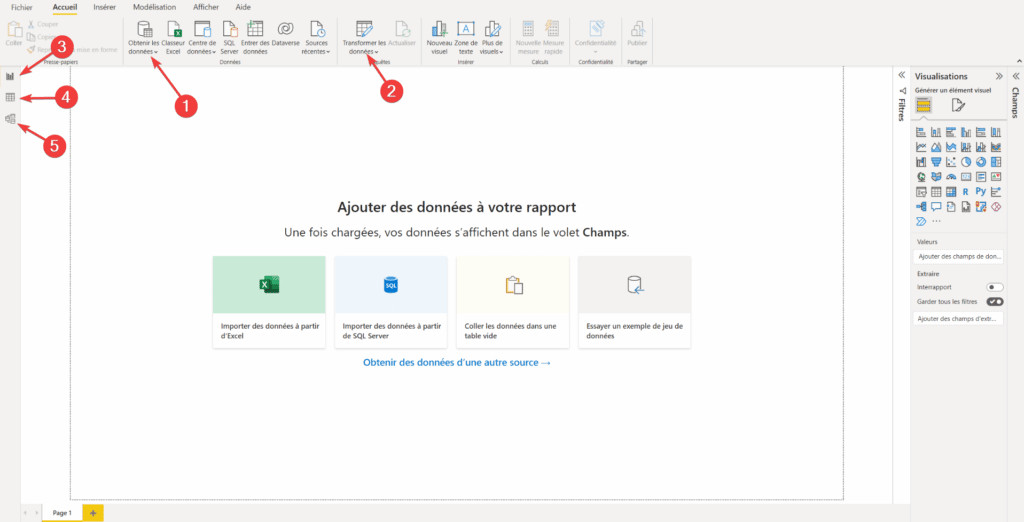 Fichier Accueil Insérer Modélisation Afficher Aide
Coller
Couper
Copier
mise en forme
Presse-papiers
Obtenir les données
Classeur Excel
Centre de données
SQL Server
Entrer des données
Dataverse
Sources récentes
Données
Transformer les données
Actualiser
Nouveau visuel
Zone de texte
Plus de visuels
Insérer
Nouvelle mesure
Mesure rapide
Calculs
Confidentialité
Confidentialité
Publier
Partager
1
2
3
4
5
Ajouter des données à votre rapport
Une fois chargées, vos données s'affichent dans le volet Champs.
SQL
Importer des données à partir
d'Excel
Importer des données à partir
de SQL Server
Coller les données dans une
table vide
Essayer un exemple de jeu de
données
Obtenir des données d'une autre source →
Filtres
Visualisations
Générer un élément visuel
R Py
...
Valeurs
Ajouter des champs de don...
Extraire
Interrapport
Garder tous les filtres
Ajouter des champs d'extr...
Champs
Page 1
+